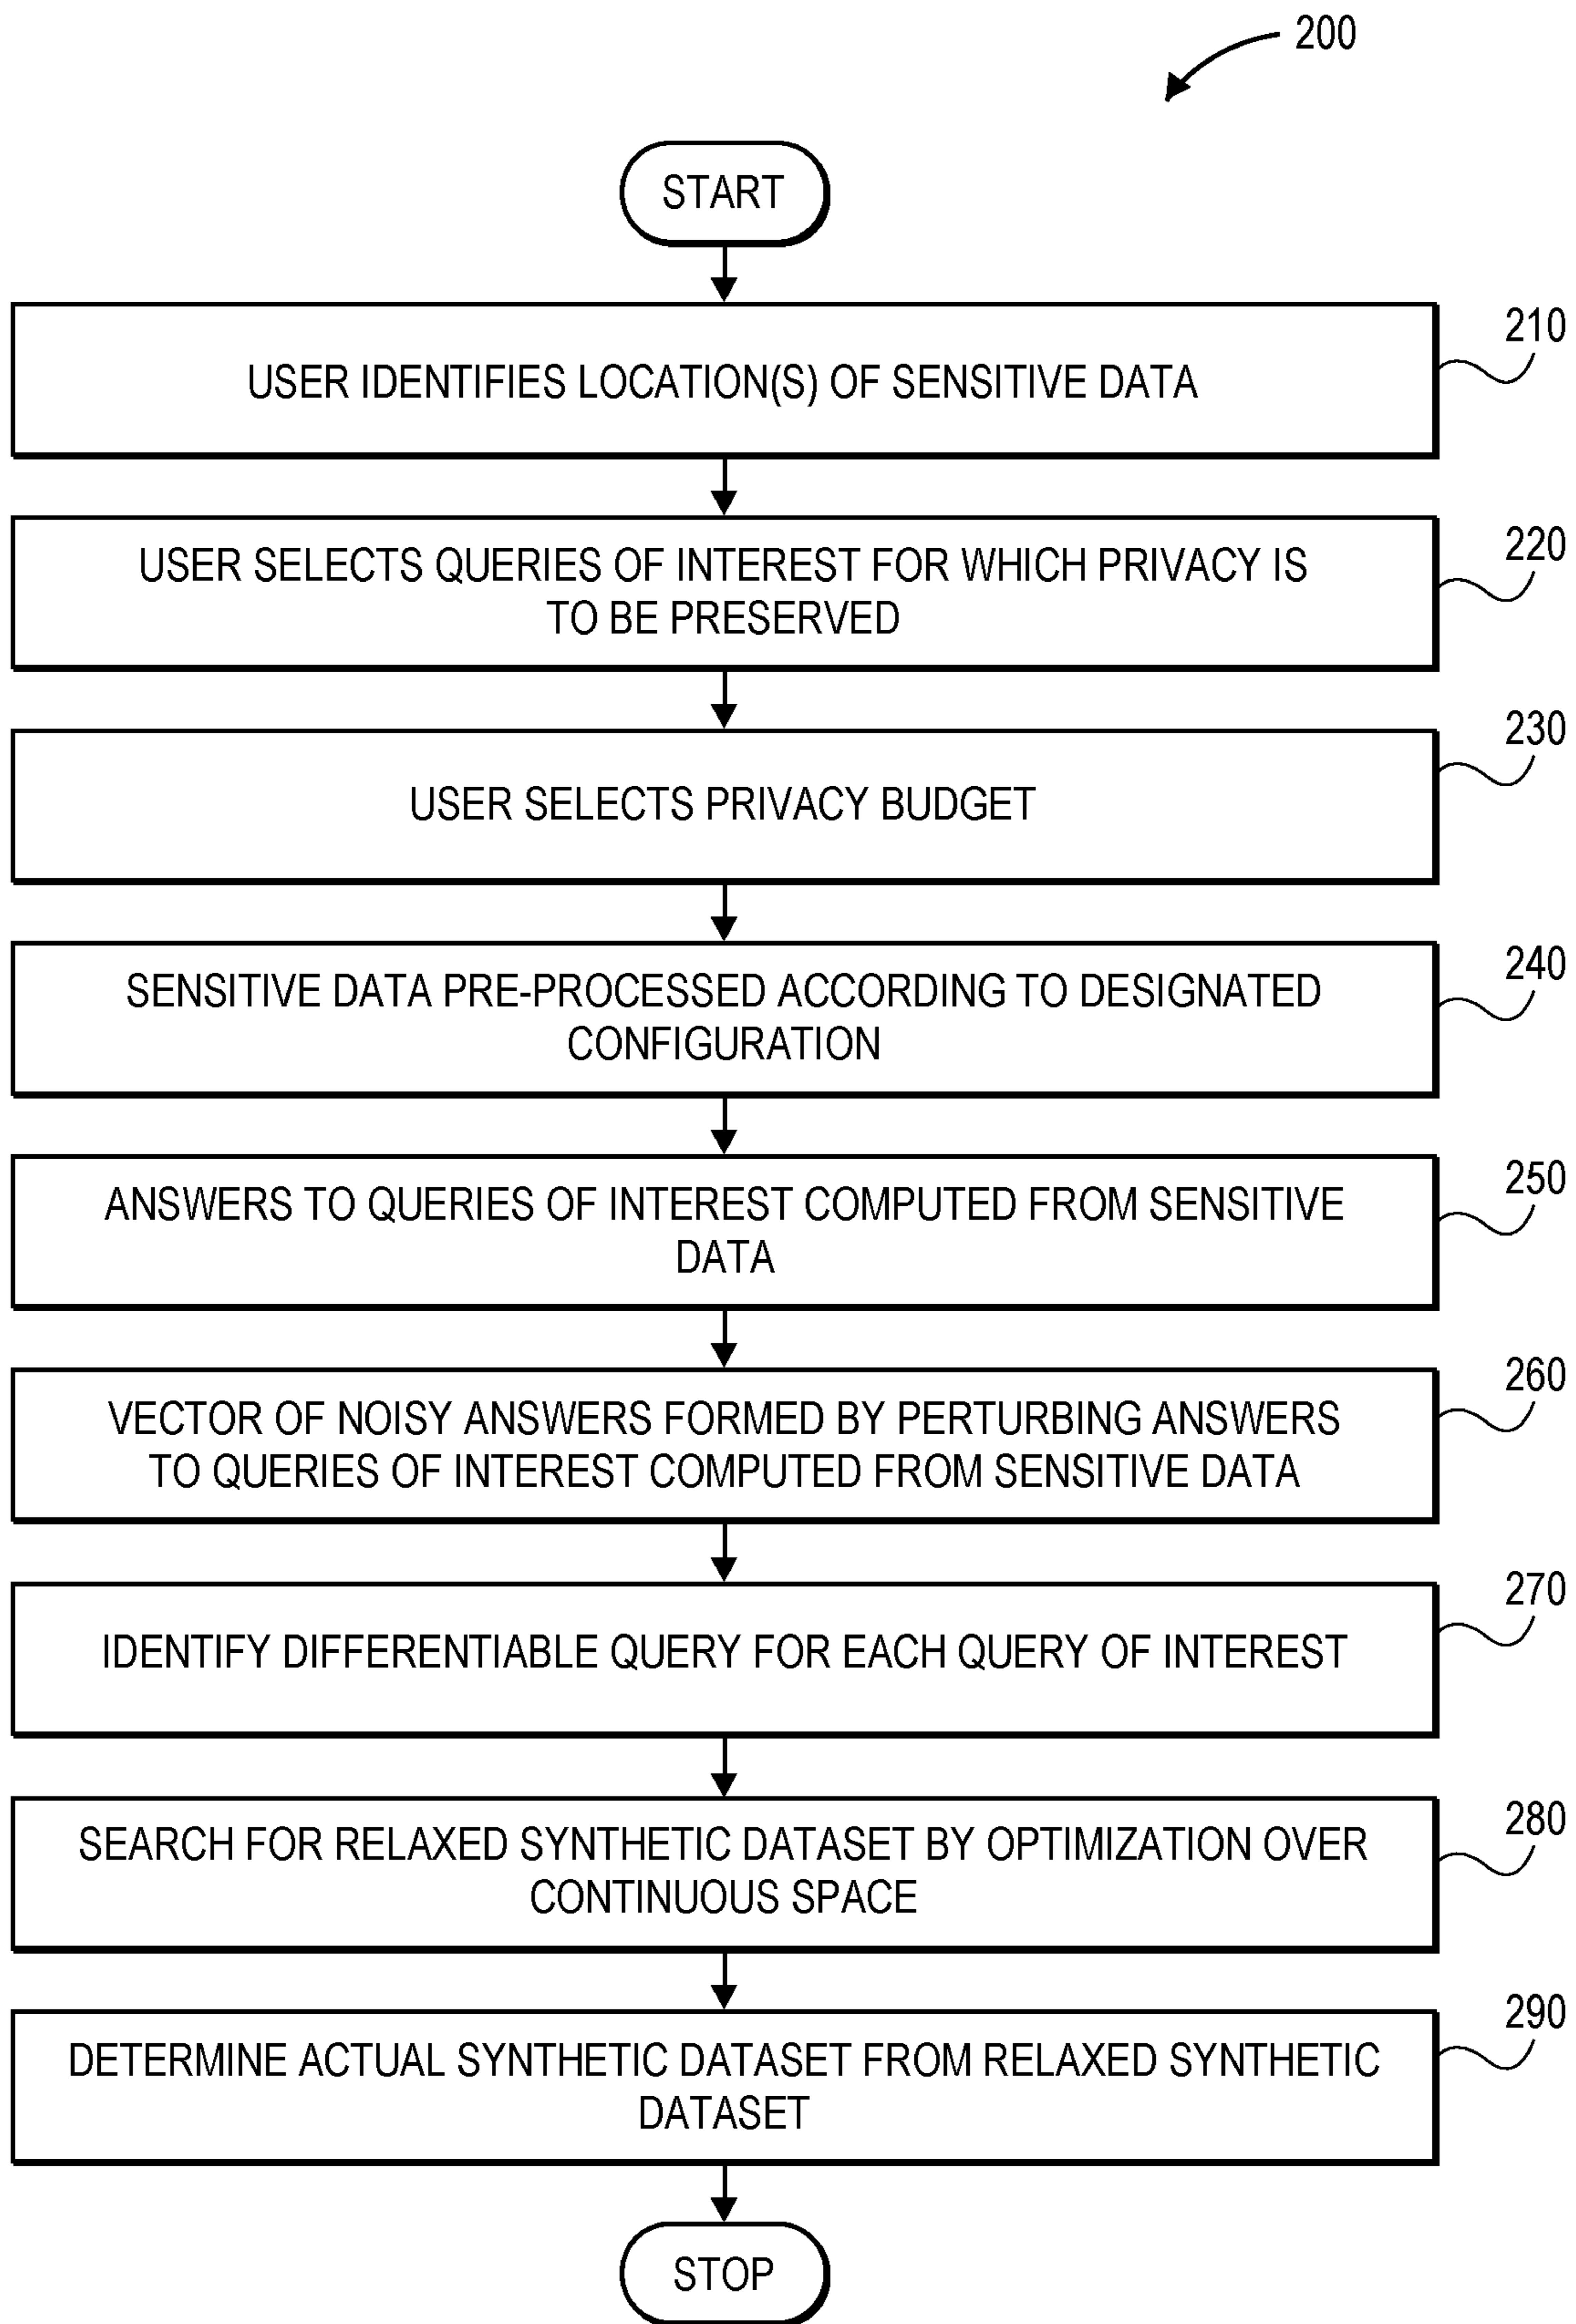 200
START
210
USER IDENTIFIES LOCATION(S) OF SENSITIVE DATA
220
USER SELECTS QUERIES OF INTEREST FOR WHICH PRIVACY IS
TO BE PRESERVED
230
USER SELECTS PRIVACY BUDGET
240
SENSITIVE DATA PRE-PROCESSED ACCORDING TO DESIGNATED
CONFIGURATION
250
ANSWERS TO QUERIES OF INTEREST COMPUTED FROM SENSITIVE
DATA
260
VECTOR OF NOISY ANSWERS FORMED BY PERTURBING ANSWERS
TO QUERIES OF INTEREST COMPUTED FROM SENSITIVE DATA
270
IDENTIFY DIFFERENTIABLE QUERY FOR EACH QUERY OF INTEREST
280
SEARCH FOR RELAXED SYNTHETIC DATASET BY OPTIMIZATION OVER
CONTINUOUS SPACE
290
DETERMINE ACTUAL SYNTHETIC DATASET FROM RELAXED SYNTHETIC
DATASET
STOP